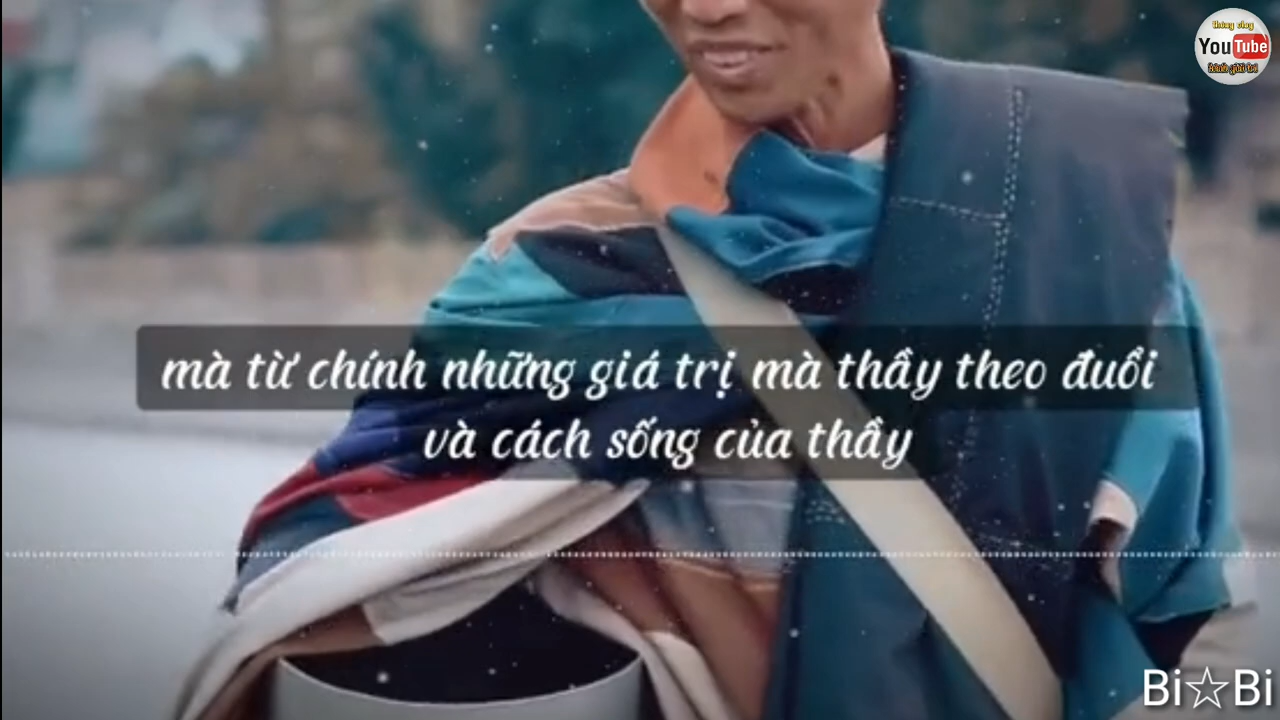 YouTube
mà từ chính những giá trị mà thầy theo đuổi
và cách sống của thầy
Bi☆Bi